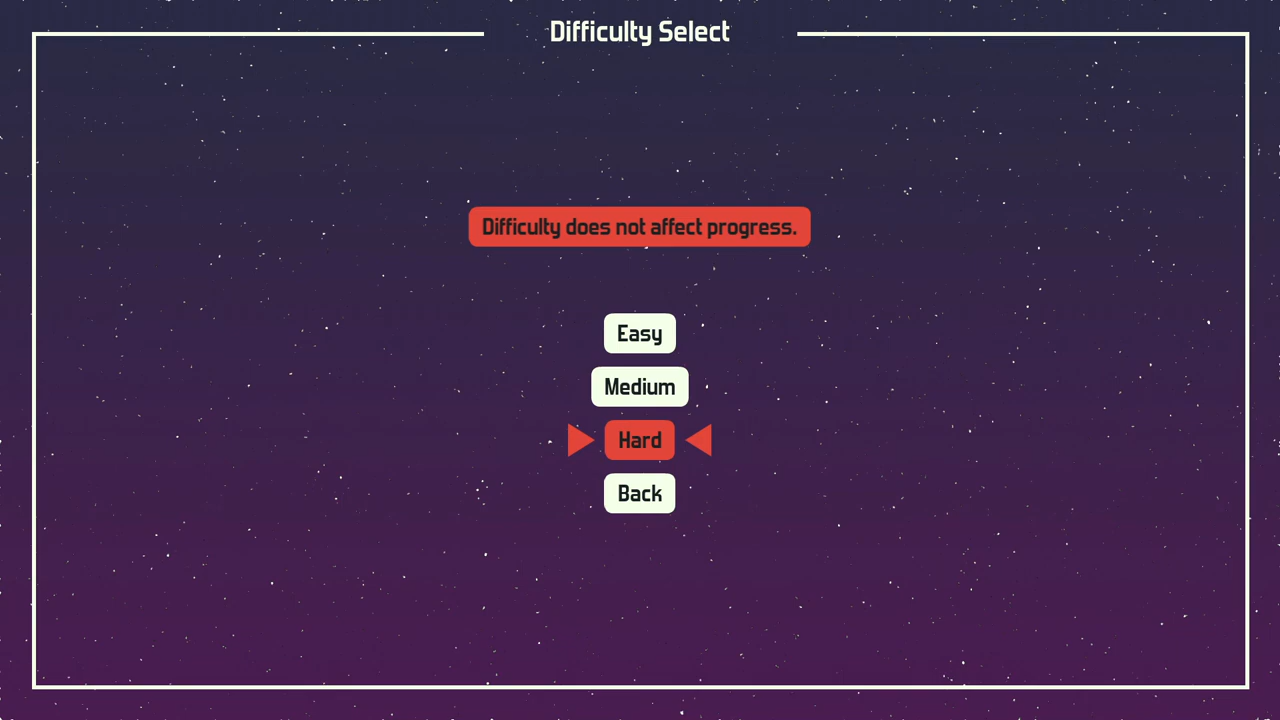 Difficulty Select
Difficulty does not affect progress.
Easy
Medium
Hard
Back